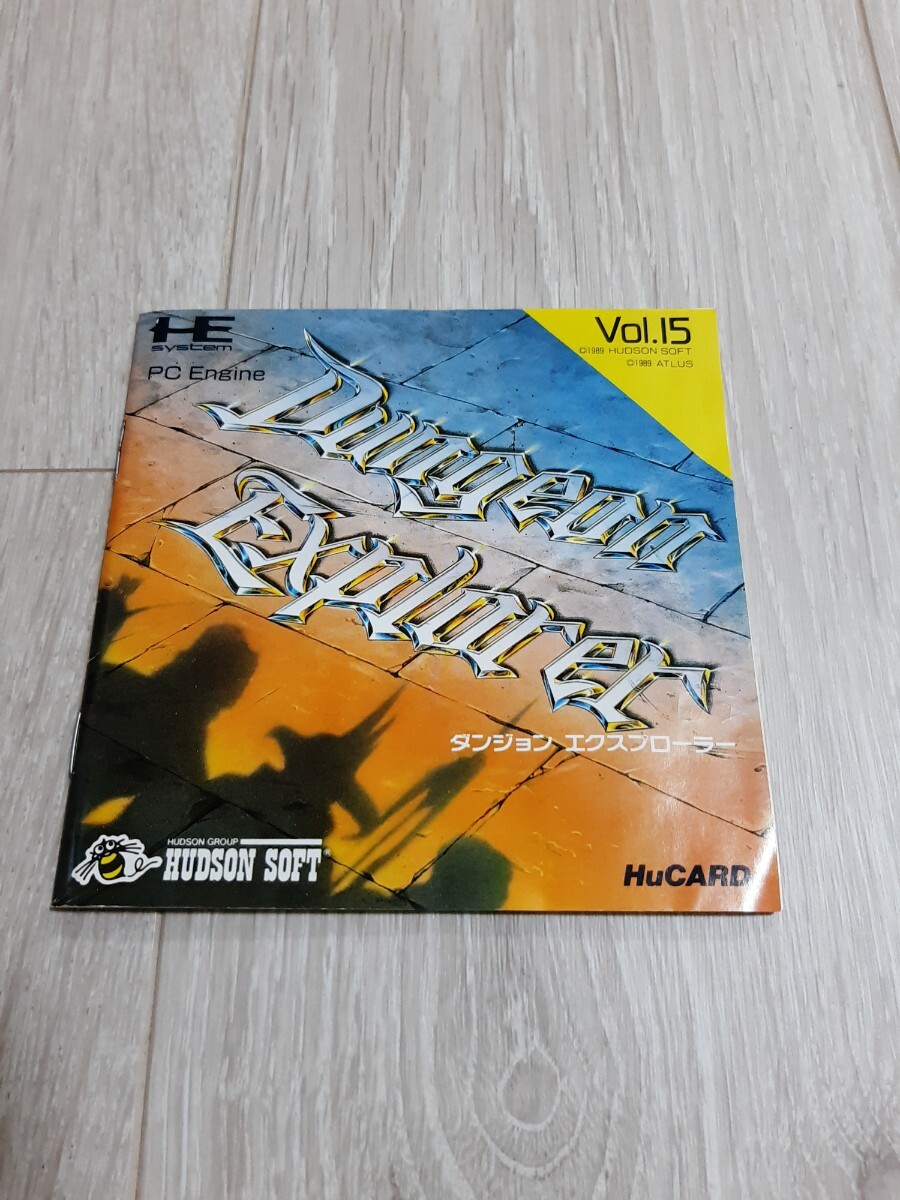 HE
system
PC Engine
Vol.15
©1989 HUDSON SOFT
©1989 ATLUS
Dungeon
Explorer
ダンジョン エクスプローラー
HUDSON GROUP
HUDSON SOFT®
HuCARD